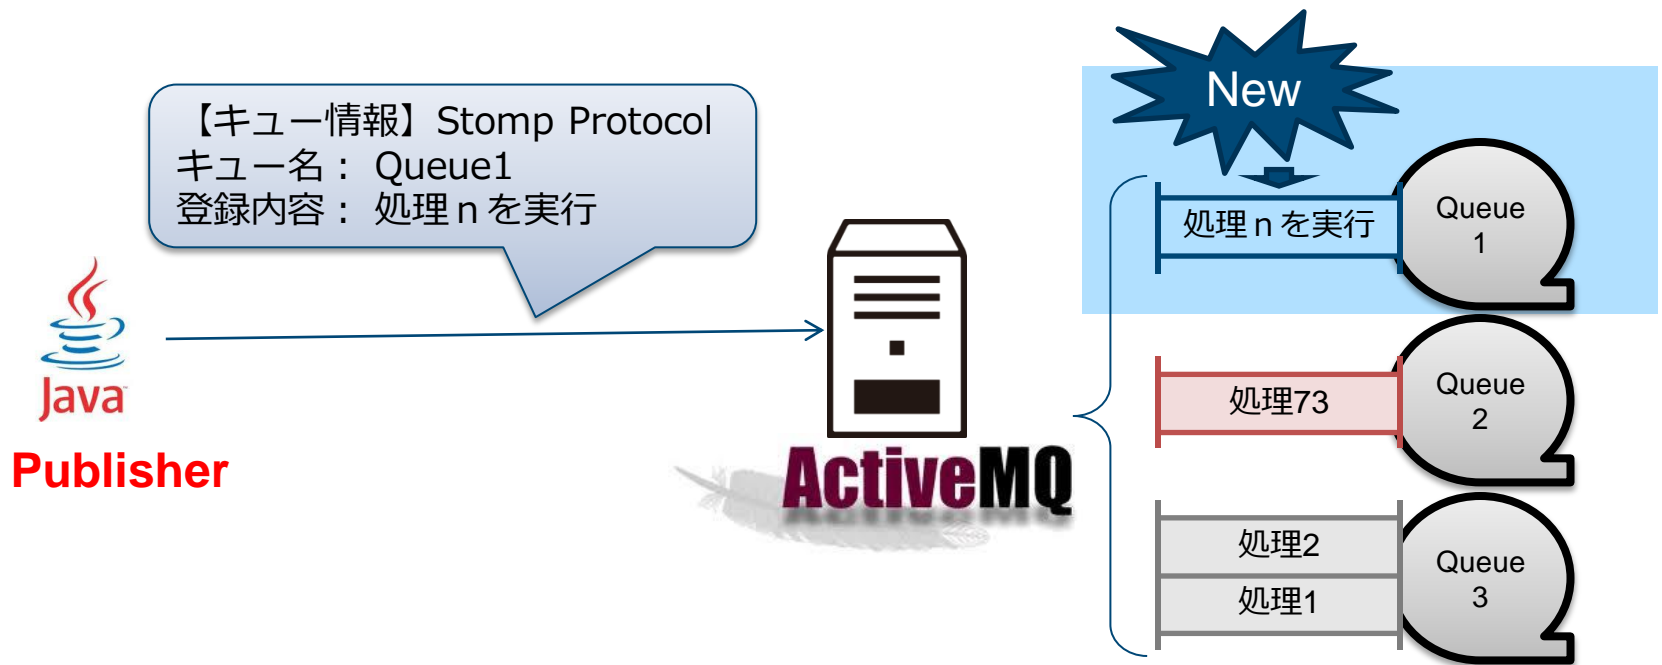 New
【キュー情報】Stomp Protocol
キュー名： Queue1
登録内容： 処理ｎを実行
処理ｎを実行
Queue
1
Java
Publisher
ActiveMQ
処理73
Queue
2
処理2
処理1
Queue
3